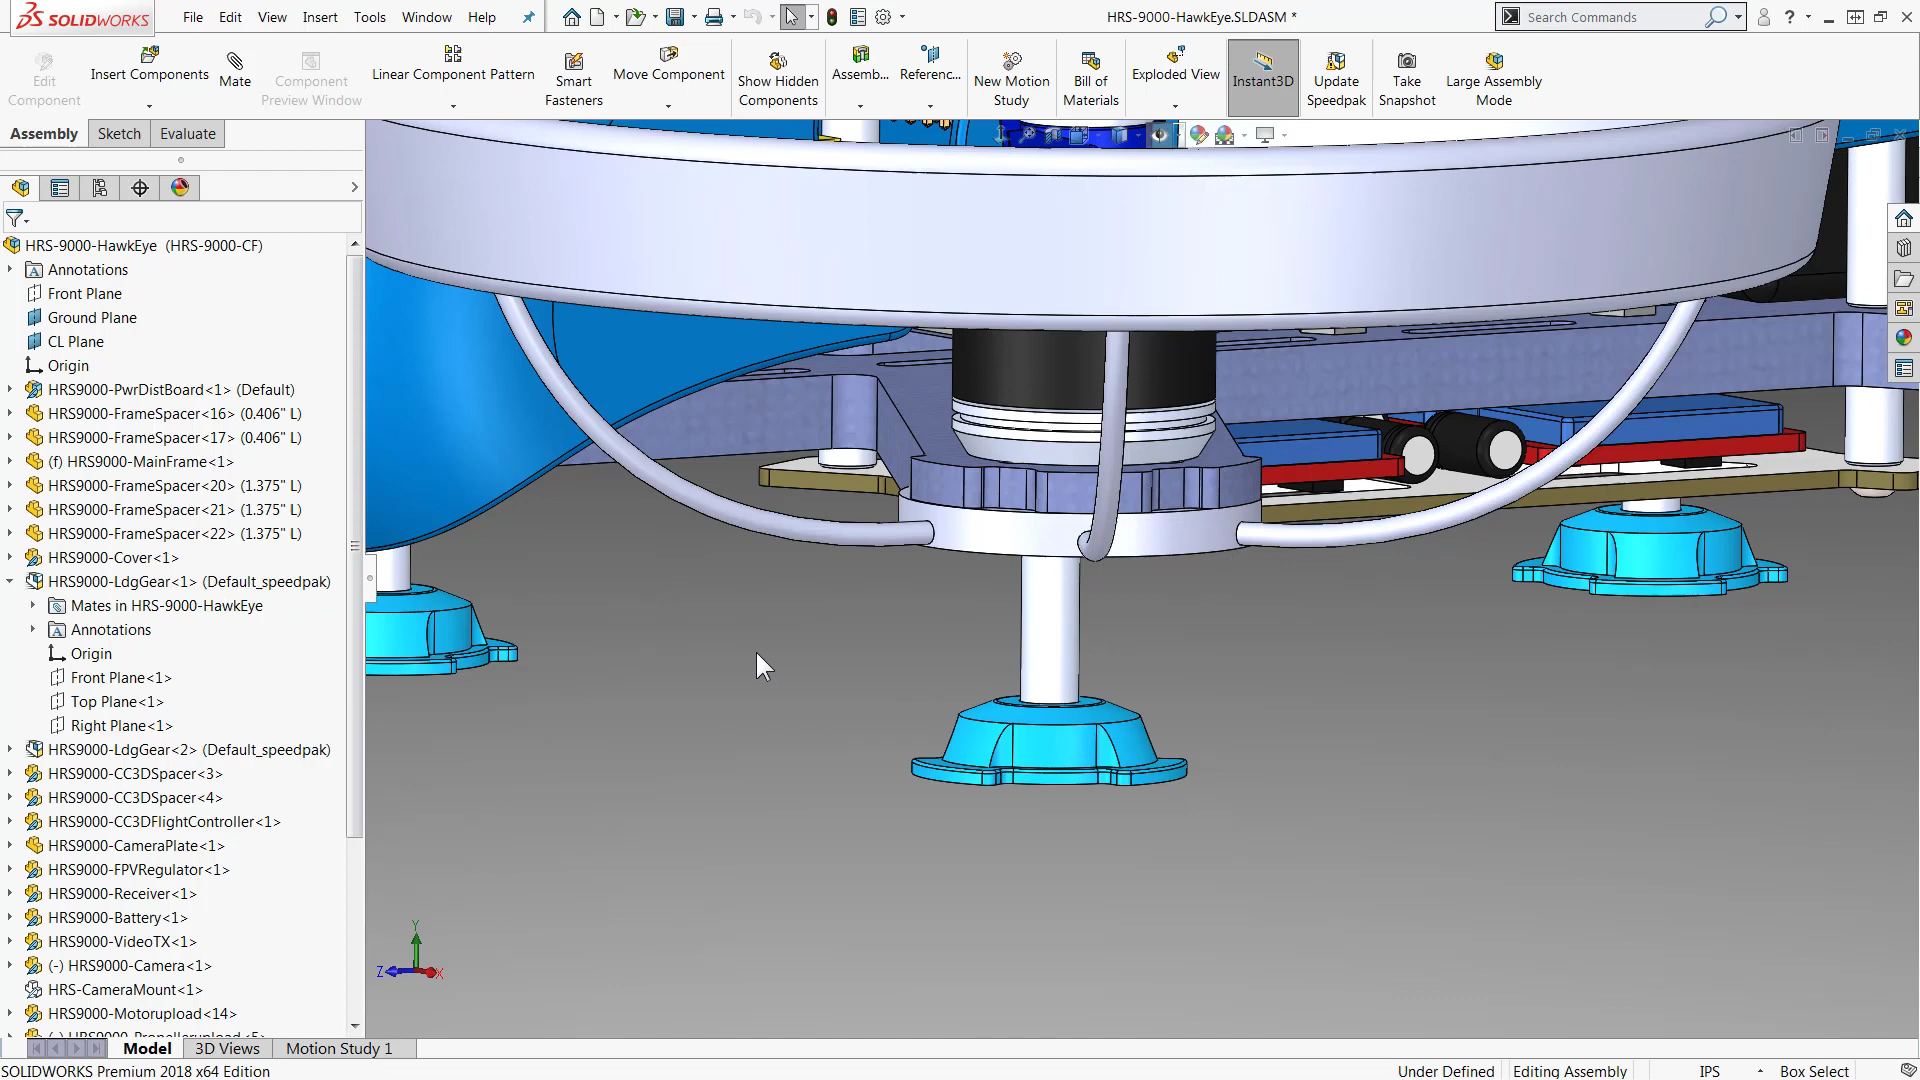 SOLIDWORKS File Edit View Insert Tools Window Help HRS-9000-HawkEye.SLDASM * Search Commands ?
Edit Component
Insert Components
Mate
Component Preview Window
Linear Component Pattern
Smart Fasteners
Move Component
Show Hidden Components
Assemb...
Referenc...
New Motion Study
Bill of Materials
Exploded View
Instant3D
Update Speedpak
Take Snapshot
Large Assembly Mode
Assembly Sketch Evaluate
HRS-9000-HawkEye (HRS-9000-CF)
Annotations
Front Plane
Ground Plane
CL Plane
Origin
HRS9000-PwrDistBoard<1> (Default)
HRS9000-FrameSpacer<16> (0.406" L)
HRS9000-FrameSpacer<17> (0.406" L)
(f) HRS9000-MainFrame<1>
HRS9000-FrameSpacer<20> (1.375" L)
HRS9000-FrameSpacer<21> (1.375" L)
HRS9000-FrameSpacer<22> (1.375" L)
HRS9000-Cover<1>
HRS9000-LdgGear<1> (Default_speedpak)
Mates in HRS-9000-HawkEye
Annotations
Origin
Front Plane<1>
Top Plane<1>
Right Plane<1>
HRS9000-LdgGear<2> (Default_speedpak)
HRS9000-CC3DSpacer<3>
HRS9000-CC3DSpacer<4>
HRS9000-CC3DFlightController<1>
HRS9000-CameraPlate<1>
HRS9000-FPVRegulator<1>
HRS9000-Receiver<1>
HRS9000-Battery<1>
HRS9000-VideoTX<1>
(-) HRS9000-Camera<1>
HRS-CameraMount<1>
HRS9000-Motorupload<14>
Y
Z X
Model 3D Views Motion Study 1
SOLIDWORKS Premium 2018 x64 Edition Under Defined Editing Assembly IPS Box Select